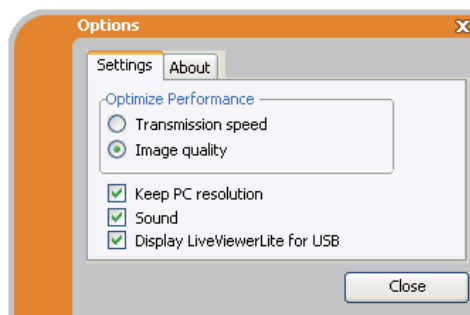 Options
X
Settings About
Optimize Performance
Transmission speed
Image quality
Keep PC resolution
Sound
Display LiveViewerLite for USB
Close